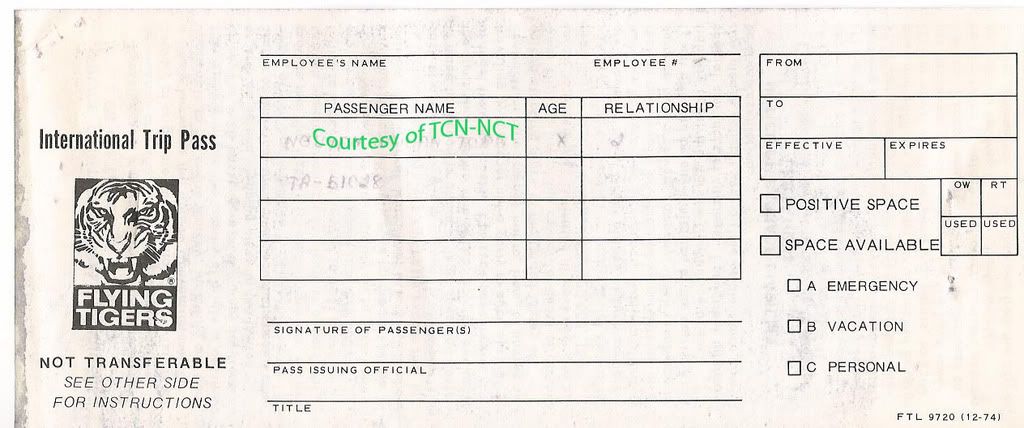 International Trip Pass
FLYING
TIGERS
®
NOT TRANSFERABLE
SEE OTHER SIDE
FOR INSTRUCTIONS
EMPLOYEE'S NAME EMPLOYEE #
PASSENGER NAME AGE RELATIONSHIP
Courtesy of TCN-NCT
X
SIGNATURE OF PASSENGER(S)
PASS ISSUING OFFICIAL
TITLE
FROM
TO
EFFECTIVE EXPIRES
OW RT
POSITIVE SPACE
USED USED
SPACE AVAILABLE
A EMERGENCY
B VACATION
C PERSONAL
FTL 9720 (12-74)